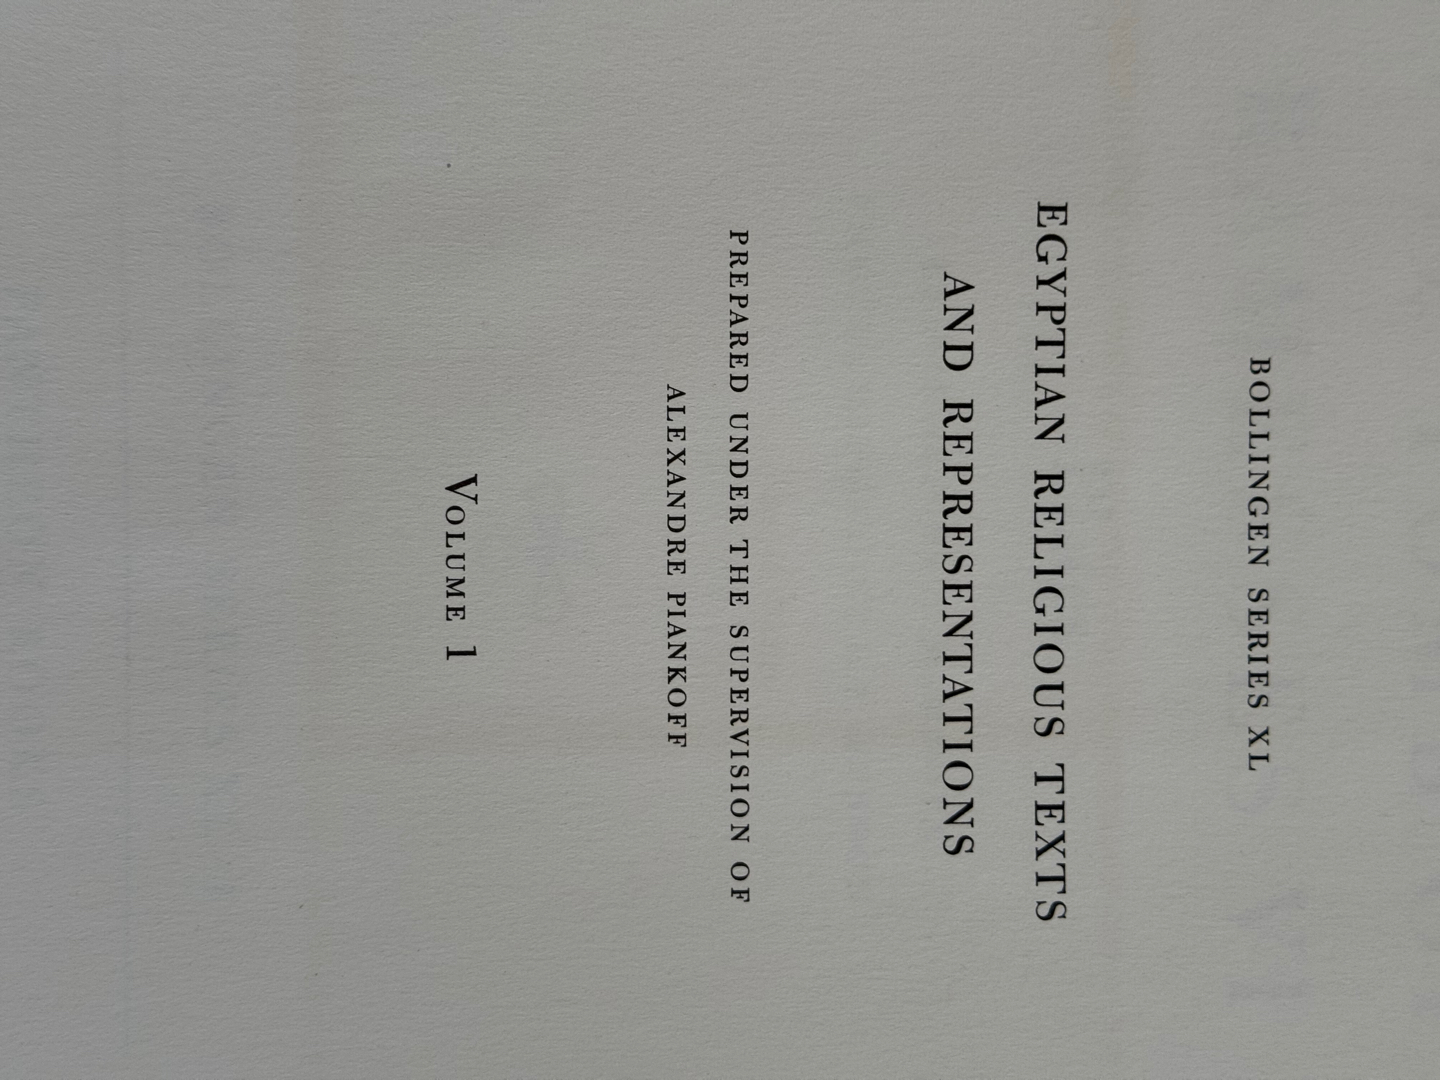 BOLLINGEN SERIES XL
EGYPTIAN RELIGIOUS TEXTS
AND REPRESENTATIONS
PREPARED UNDER THE SUPERVISION OF
ALEXANDRE PIANKOFF
VOLUME 1